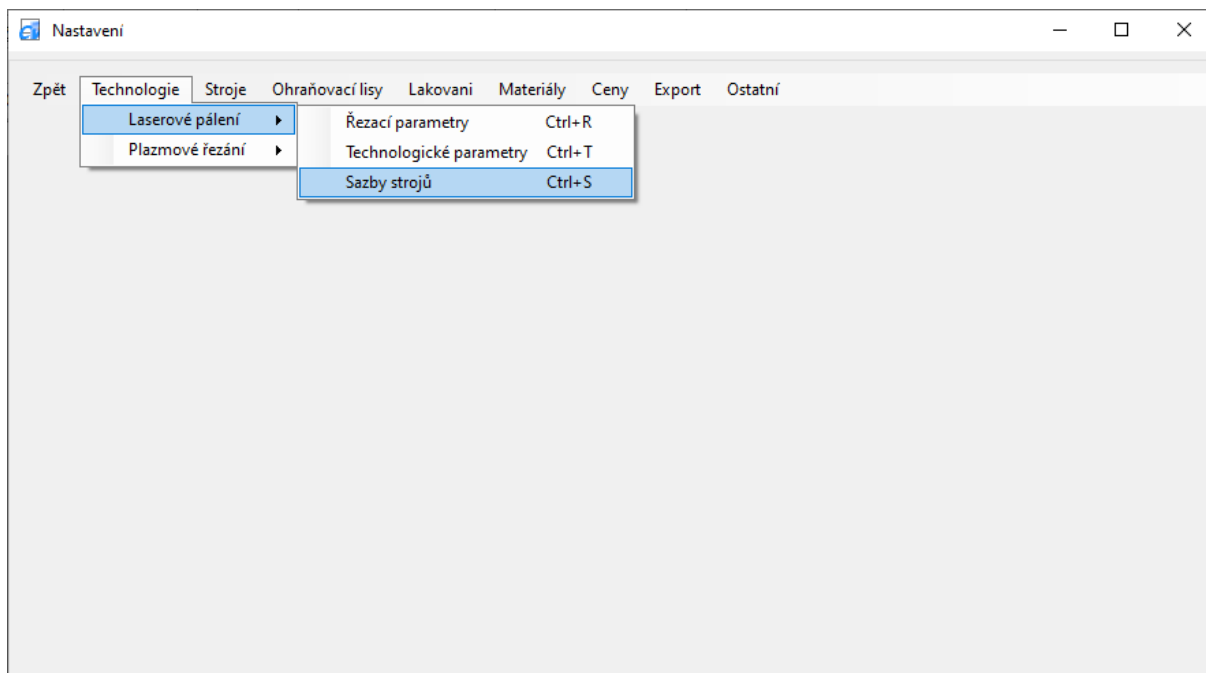 Nastavení
Zpět Technologie Stroje Ohraňovací lisy Lakovani Materiály Ceny Export Ostatní
Laserové pálení
Plazmové řezání
Řezací parametry Ctrl+R
Technologické parametry Ctrl+T
Sazby strojů Ctrl+S